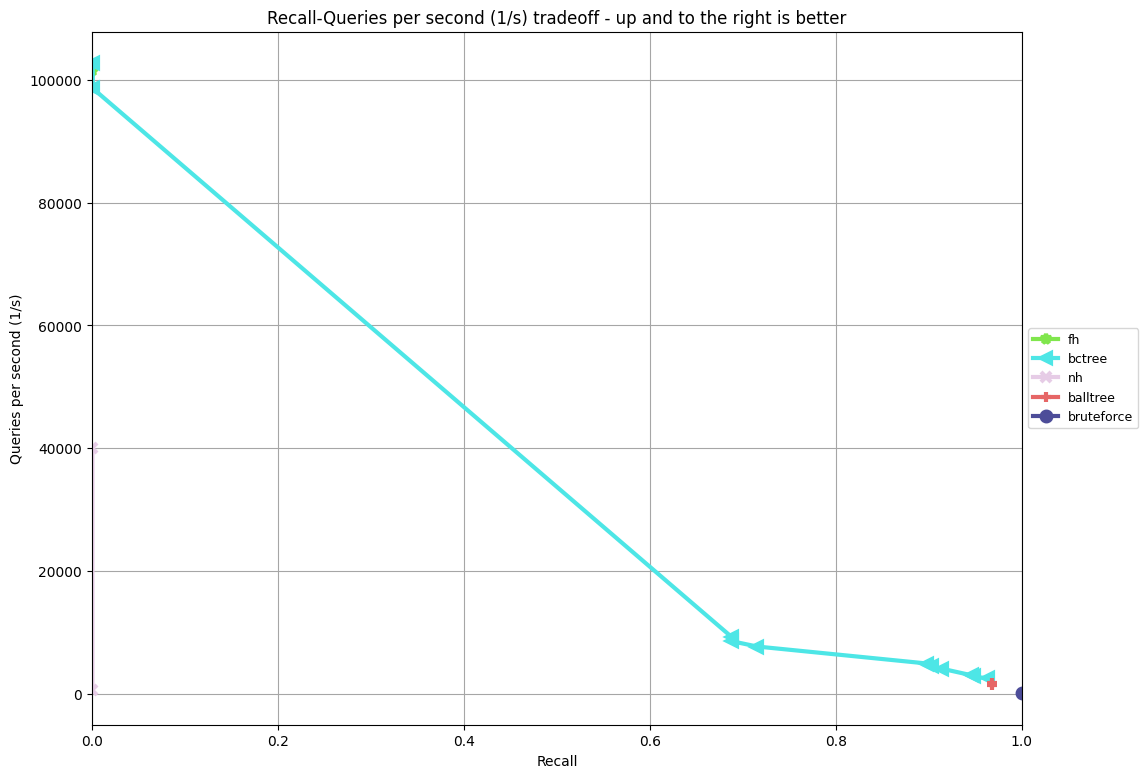 Recall-Queries per second (1/s) tradeoff - up and to the right is better
Queries per second (1/s)
100000
80000
60000
40000
20000
0
0.0 0.2 0.4 0.6 0.8 1.0
Recall
fh
bctree
nh
balltree
bruteforce